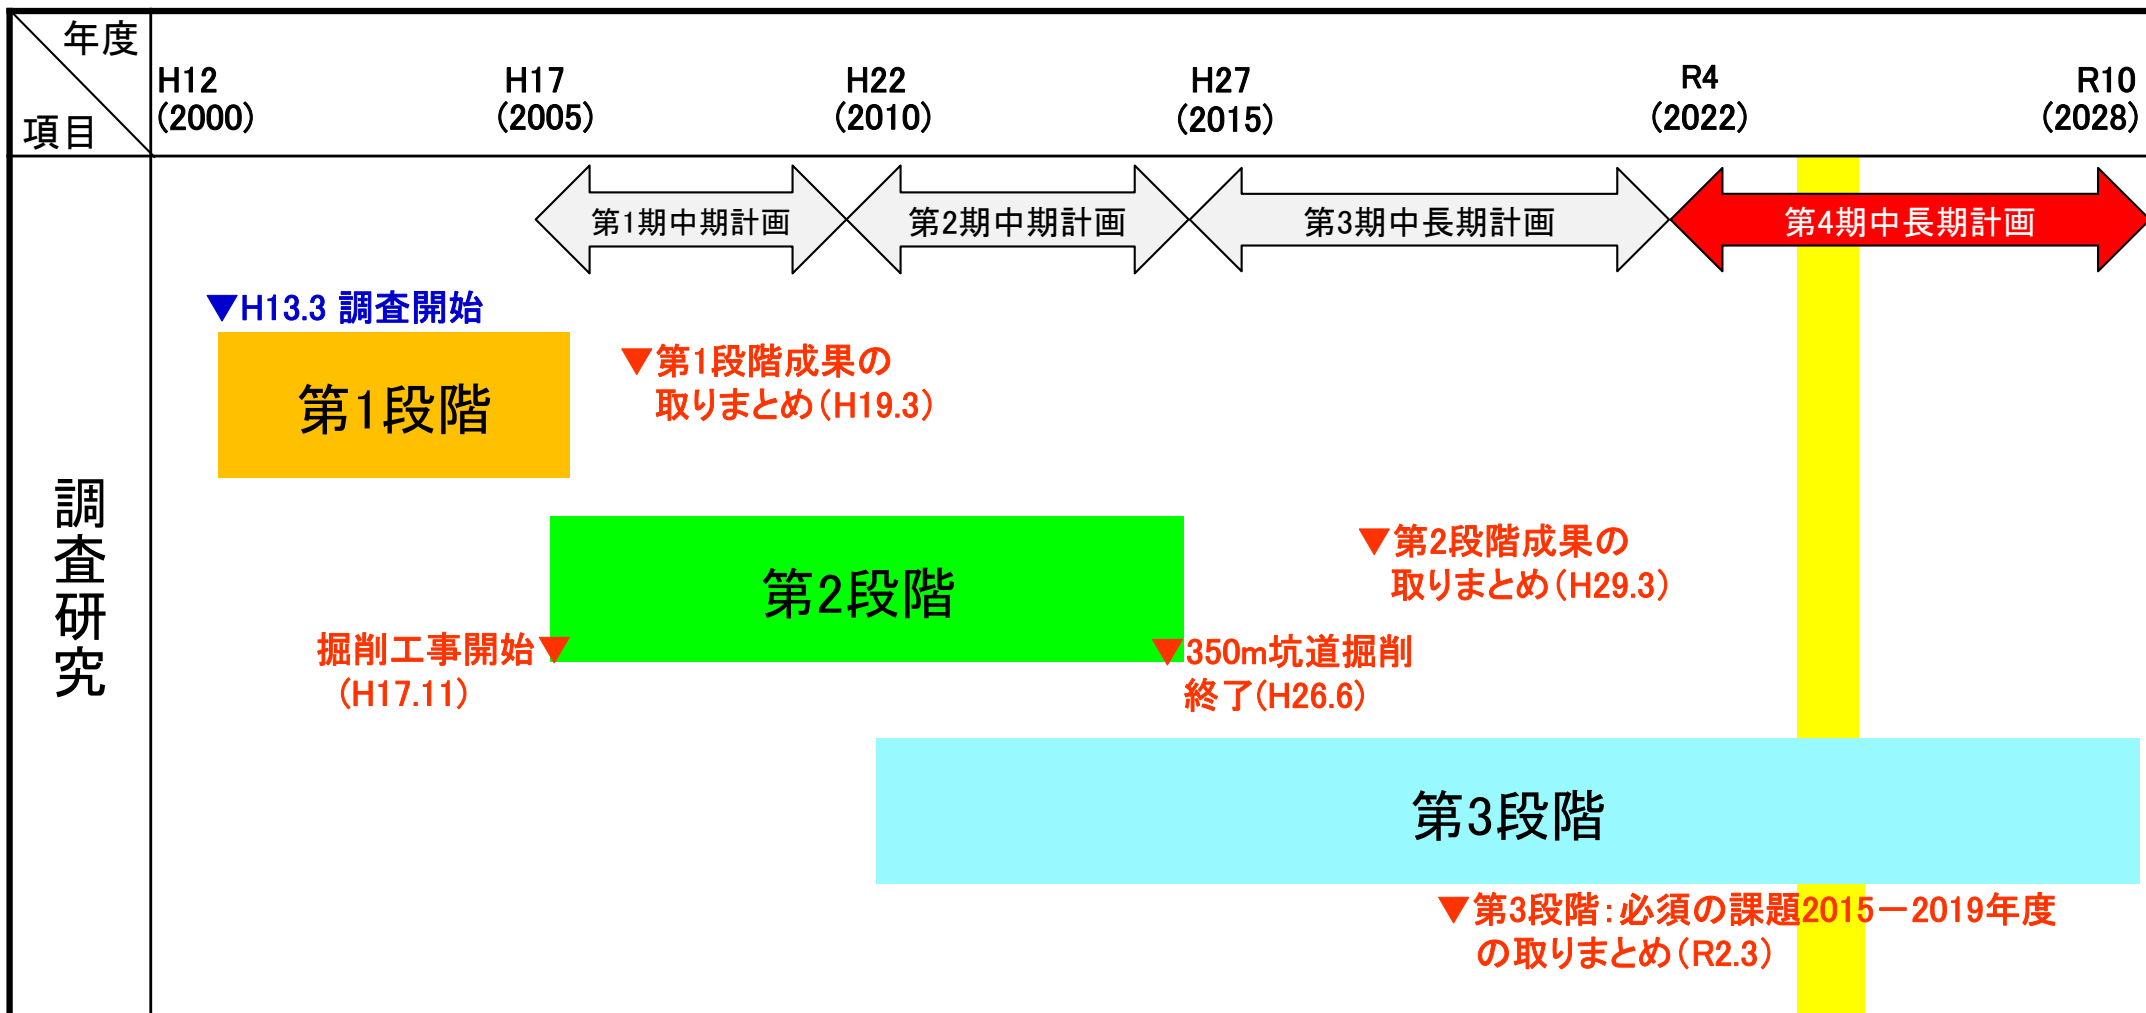 年度
項目
H12
(2000)
H17
(2005)
H22
(2010)
H27
(2015)
R4
(2022)
R10
(2028)
第1期中期計画
第2期中期計画
第3期中長期計画
第4期中長期計画
調査研究
▼H13.3 調査開始
第1段階
▼第1段階成果の
取りまとめ(H19.3)
第2段階
▼第2段階成果の
取りまとめ(H29.3)
掘削工事開始▼
(H17.11)
▼350m坑道掘削
終了(H26.6)
第3段階
▼第3段階:必須の課題2015－2019年度
の取りまとめ(R2.3)